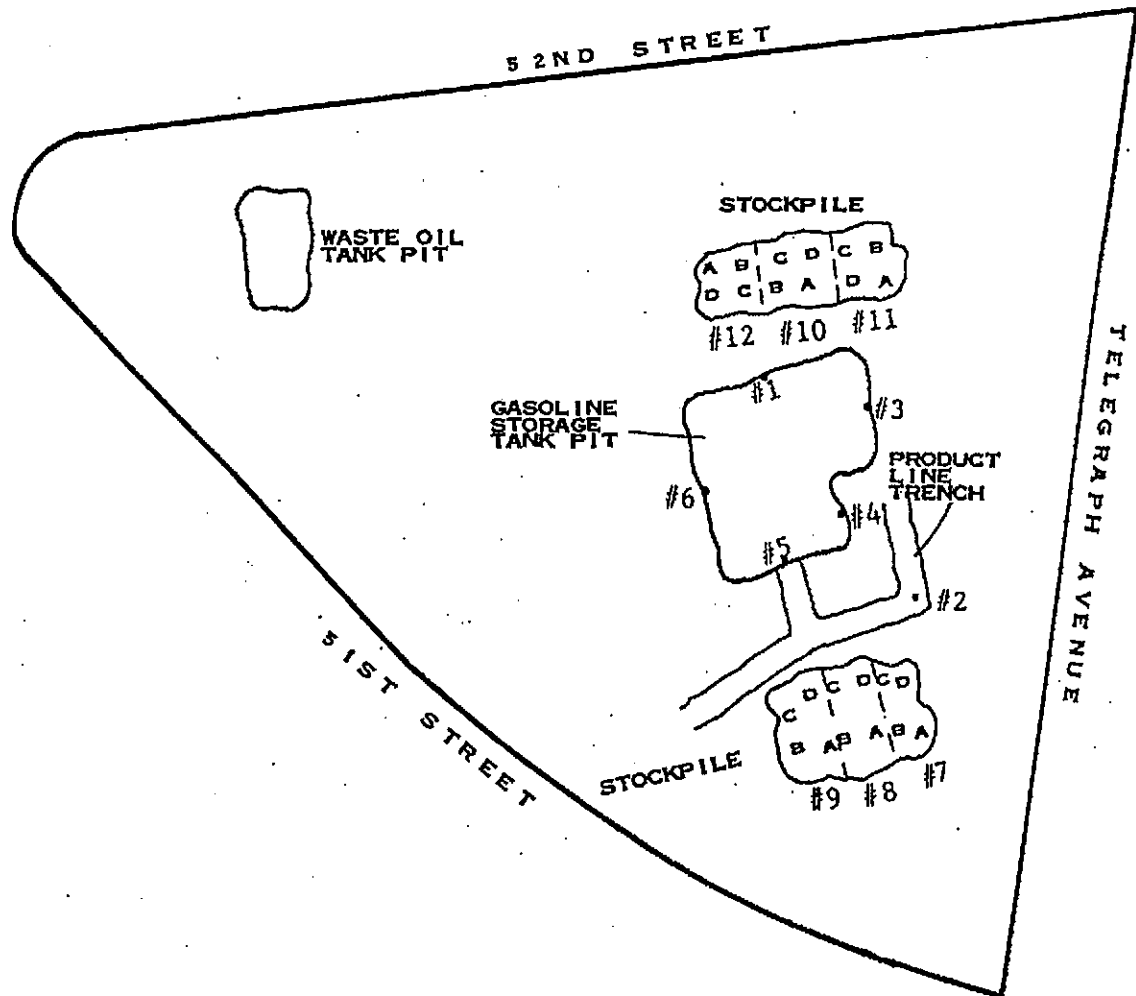 52ND STREET
STOCKPILE
WASTE OIL
TANK PIT
A B C D C B
D C B A D A
#12 #10 #11
TELEGRAPH AVENUE
#1
GASOLINE
STORAGE
TANK PIT
#3
PRODUCT
LINE
TRENCH
#6
#4
#5
#2
51ST STREET
C D C D C D
B A B A B A
STOCKPILE
#9 #8 #7